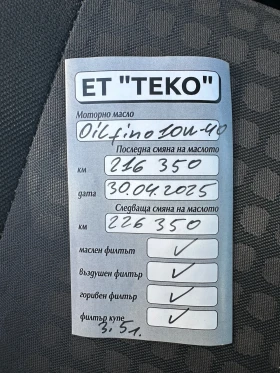 ЕТ "ТЕКО"
Моторно масло
Oilfino 10w-40
Последна смяна на маслото
км 216 350
дата 30.04.2025
Следваща смяна на маслото
км 226 350
маслен филтър ✓
въздушен филтър ✓
горивен филтър ✓
филтър купе ✓
3.5л.